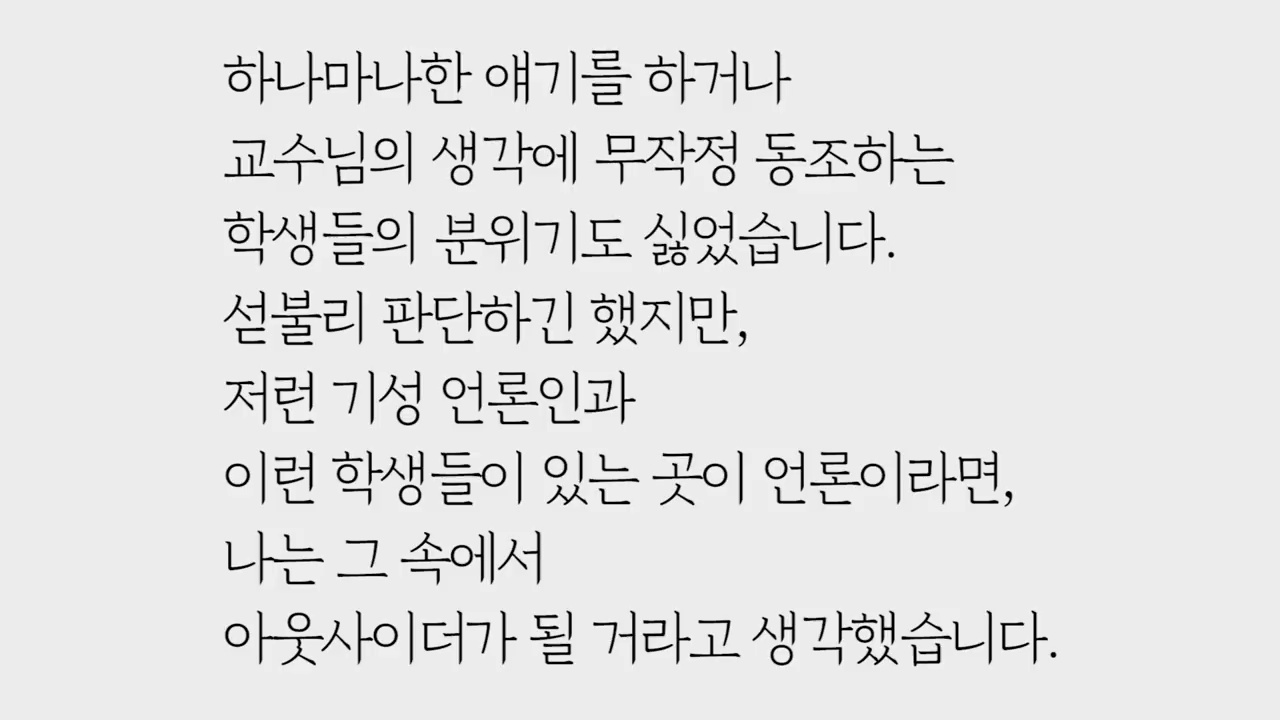 하나마나한 얘기를 하거나
교수님의 생각에 무작정 동조하는
학생들의 분위기도 싫었습니다.
섣불리 판단하긴 했지만,
저런 기성 언론인과
이런 학생들이 있는 곳이 언론이라면,
나는 그 속에서
아웃사이더가 될 거라고 생각했습니다.